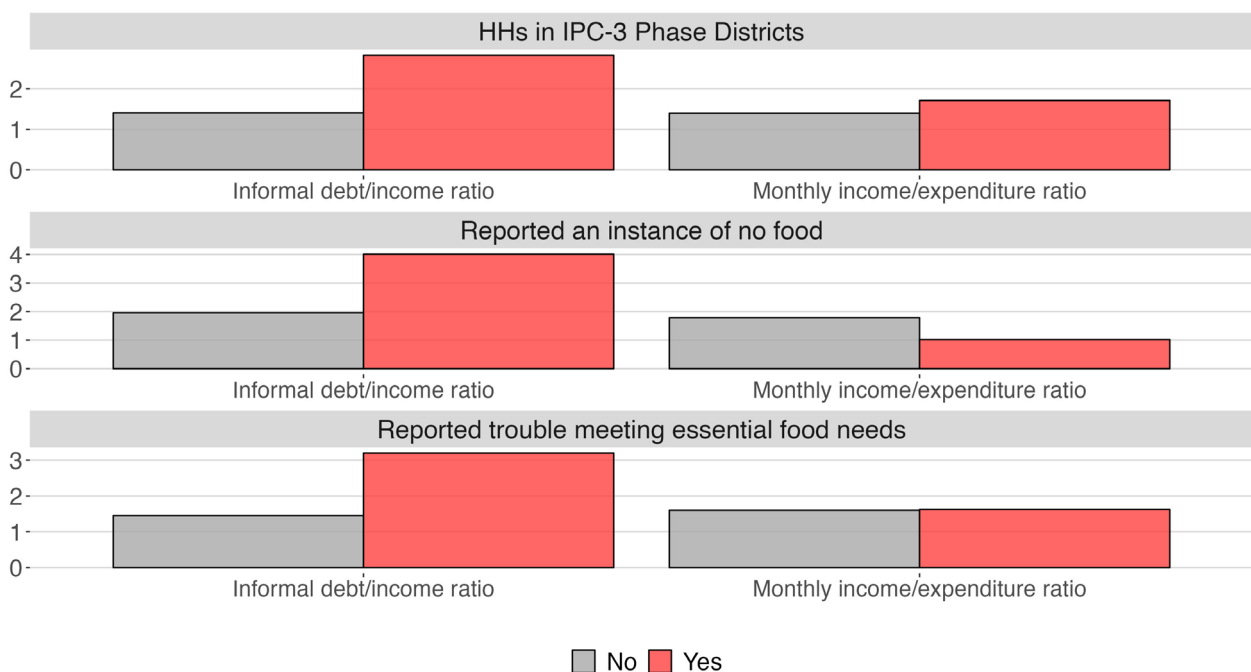 HHs in IPC-3 Phase Districts
2
1
0
Informal debt/income ratio Monthly income/expenditure ratio
Reported an instance of no food
4
3
2
1
0
Informal debt/income ratio Monthly income/expenditure ratio
Reported trouble meeting essential food needs
3
2
1
0
Informal debt/income ratio Monthly income/expenditure ratio
No Yes